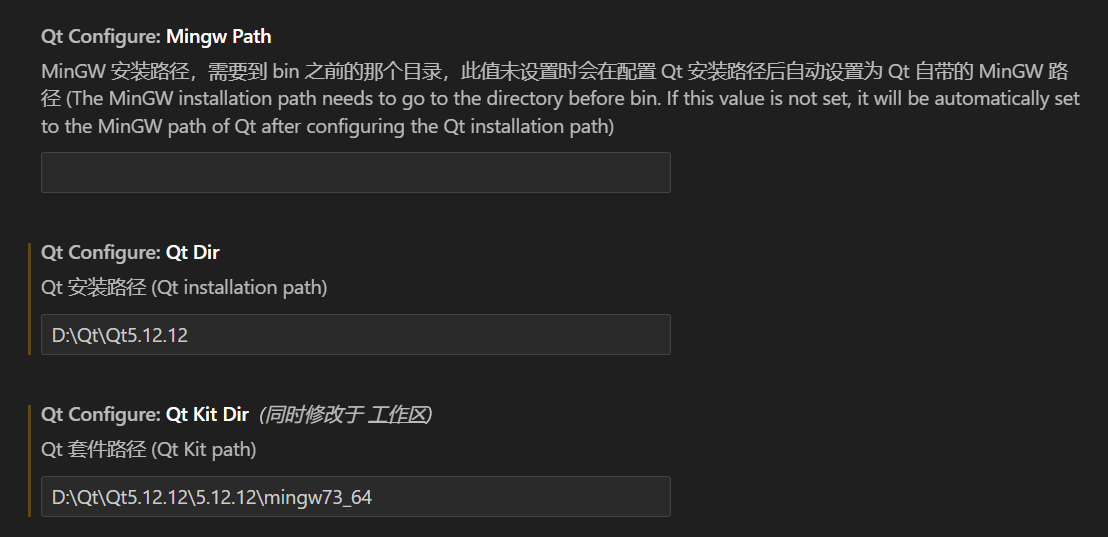 Qt Configure: Mingw Path
MinGW 安装路径，需要到 bin 之前的那个目录，此值未设置时会在配置 Qt 安装路径后自动设置为 Qt 自带的 MinGW 路
径 (The MinGW installation path needs to go to the directory before bin. If this value is not set, it will be automatically set
to the MinGW path of Qt after configuring the Qt installation path)
Qt Configure: Qt Dir
Qt 安装路径 (Qt installation path)
D:\Qt\Qt5.12.12
Qt Configure: Qt Kit Dir (同时修改于 工作区)
Qt 套件路径 (Qt Kit path)
D:\Qt\Qt5.12.12\5.12.12\mingw73_64